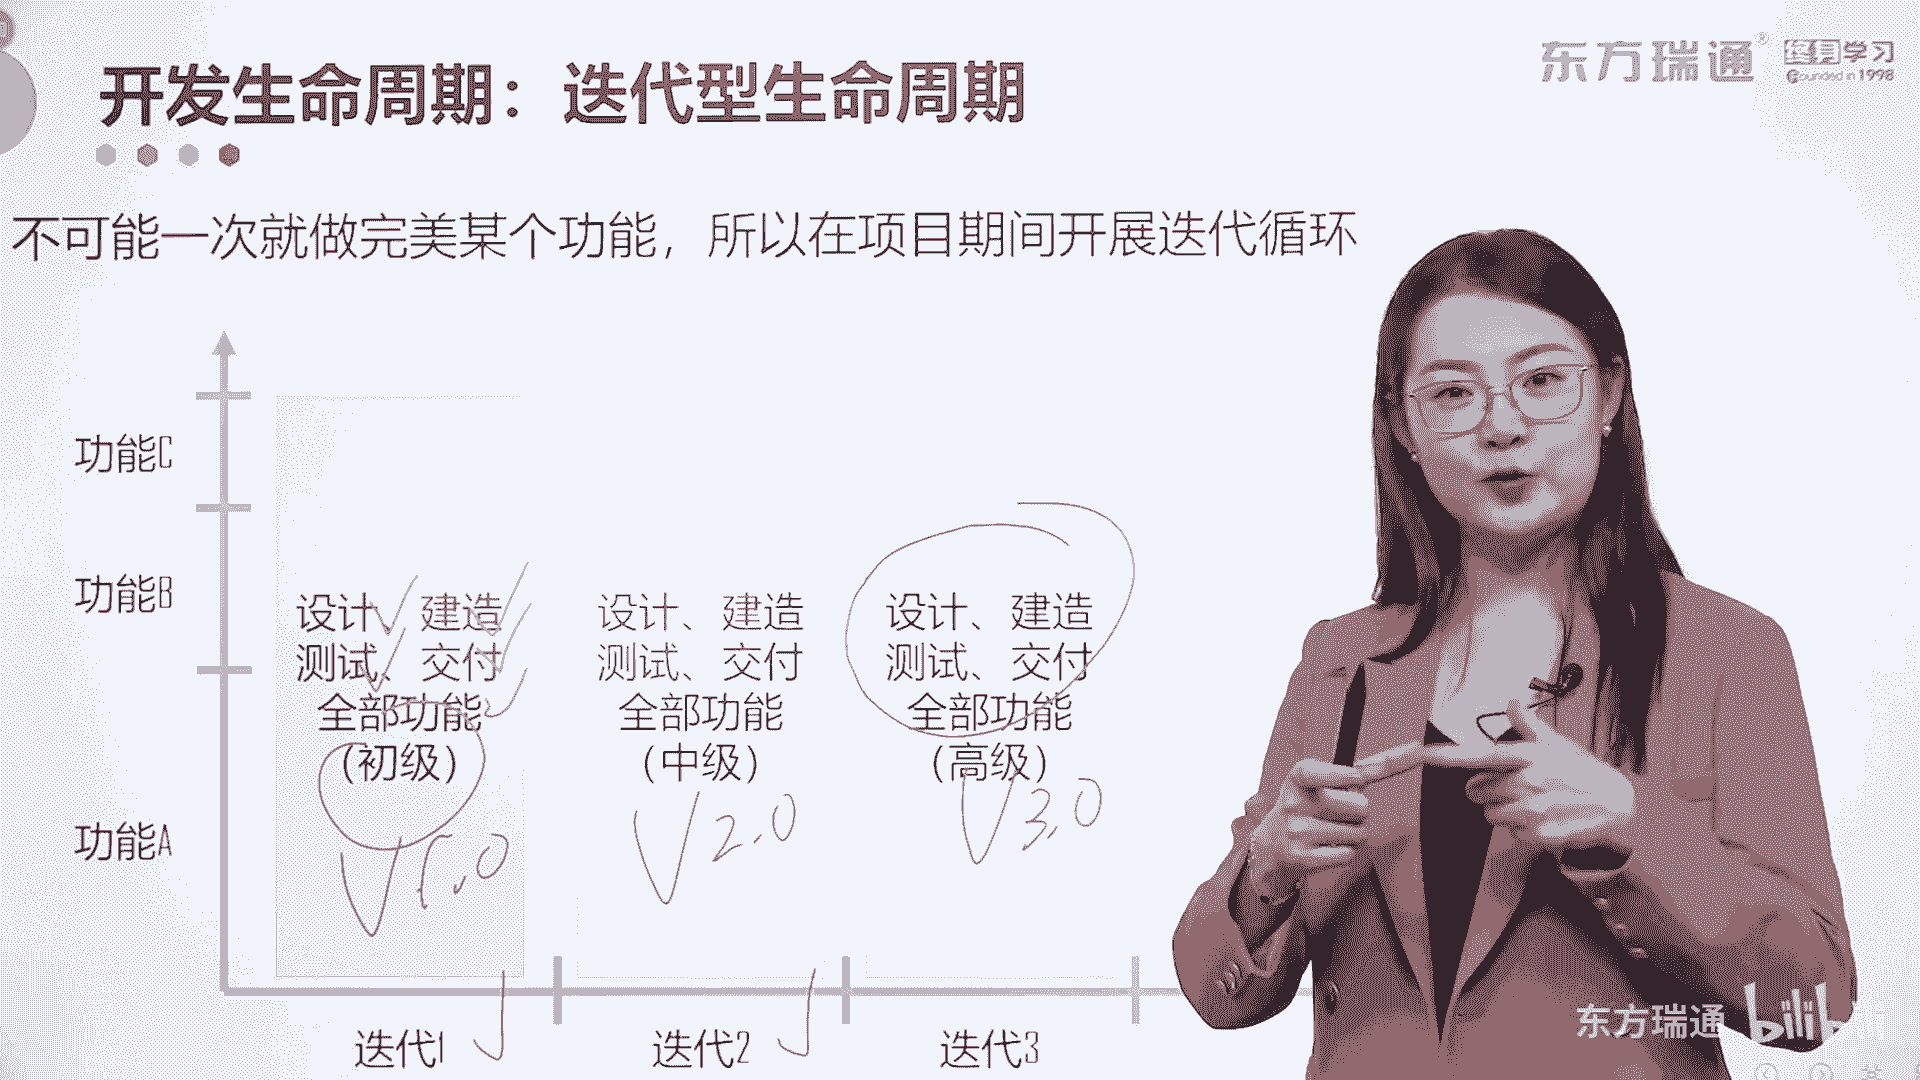 东方瑞通®
终身学习
Founded in 1998
开发生命周期：迭代型生命周期
不可能一次就做完美某个功能，所以在项目期间开展迭代循环
功能C
功能B
功能A
设计、建造
测试、交付
全部功能
（初级）
V1.0
设计、建造
测试、交付
全部功能
（中级）
V2.0
设计、建造
测试、交付
全部功能
（高级）
V3.0
迭代1
迭代2
迭代3
东方瑞通
bilibili